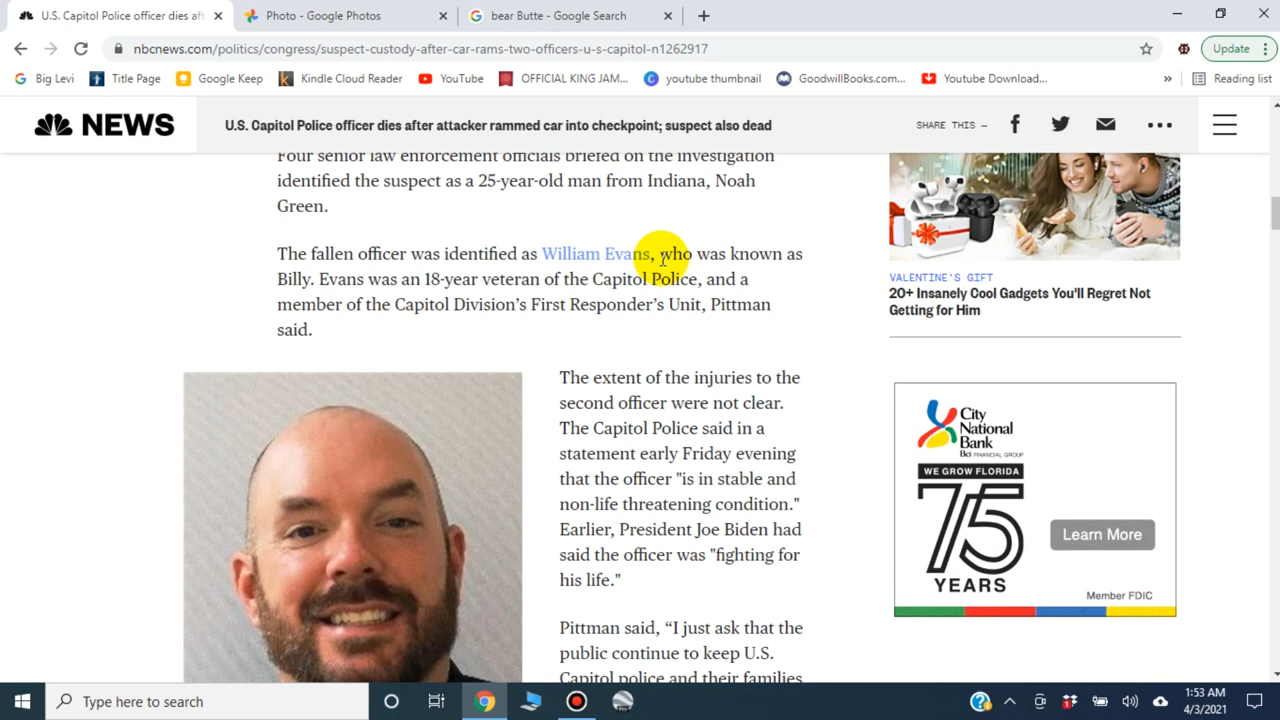 U.S. Capitol Police officer dies aft
Photo - Google Photos
bear Butte - Google Search
nbcnews.com/politics/congress/suspect-custody-after-car-rams-two-officers-u-s-capitol-n1262917
Update
Big Levi
Title Page
Google Keep
Kindle Cloud Reader
YouTube
OFFICIAL KING JAM...
youtube thumbnail
GoodwillBooks.com...
Youtube Download...
»
Reading list
NEWS
U.S. Capitol Police officer dies after attacker rammed car into checkpoint; suspect also dead
SHARE THIS —
Four senior law enforcement officials briefed on the investigation
identified the suspect as a 25-year-old man from Indiana, Noah
Green.
The fallen officer was identified as William Evans, who was known as
Billy. Evans was an 18-year veteran of the Capitol Police, and a
member of the Capitol Division’s First Responder’s Unit, Pittman
said.
The extent of the injuries to the
second officer were not clear.
The Capitol Police said in a
statement early Friday evening
that the officer "is in stable and
non-life threatening condition."
Earlier, President Joe Biden had
said the officer was "fighting for
his life."
Pittman said, “I just ask that the
public continue to keep U.S.
Capitol police and their families
VALENTINE'S GIFT
20+ Insanely Cool Gadgets You'll Regret Not
Getting for Him
City
National
Bank
Bci FINANCIAL GROUP
WE GROW FLORIDA
75
YEARS
Learn More
Member FDIC
Type here to search
1:53 AM
4/3/2021